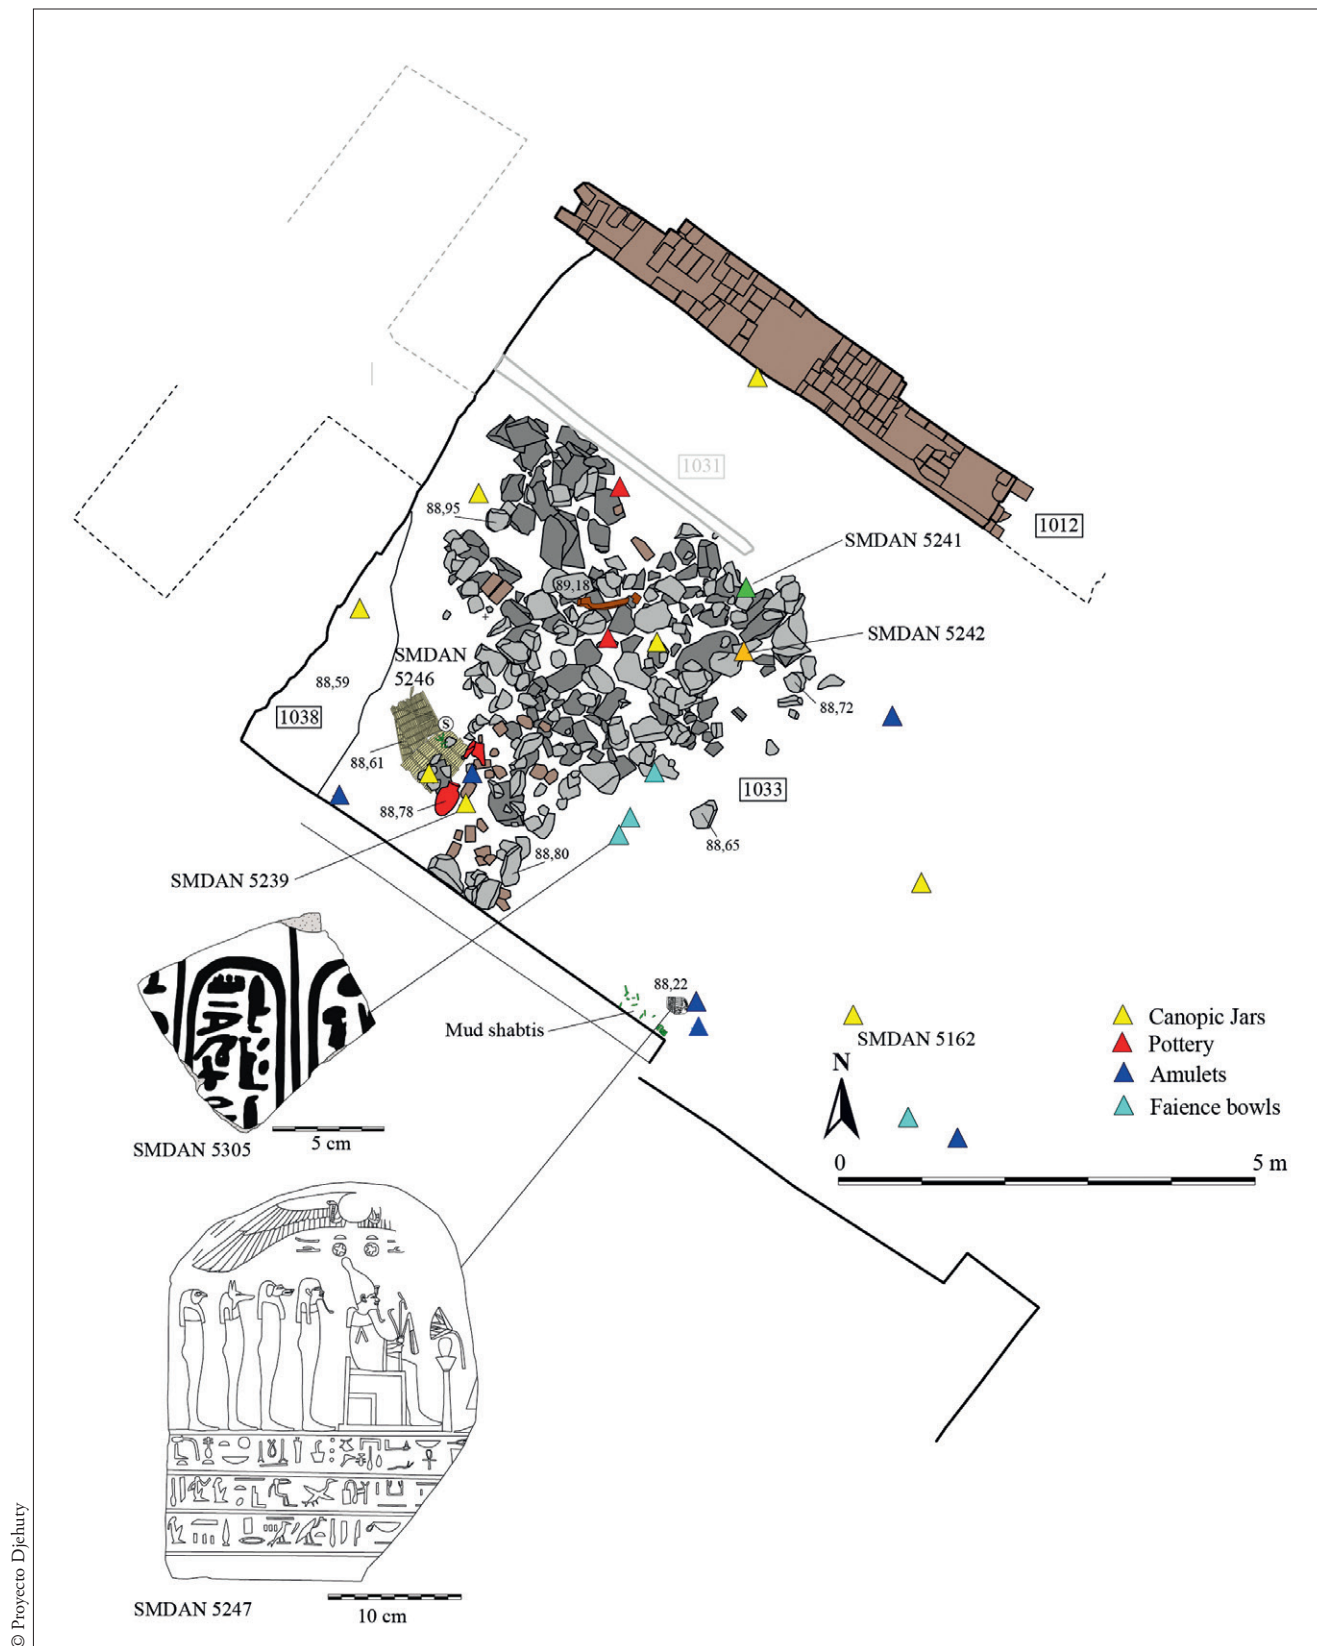 1031
1012
88,95
SMDAN 5241
89,18
SMDAN 5242
SMDAN
5246
88,59
88,72
1038
S
88,61
1033
88,78
88,65
88,80
SMDAN 5239
88,22
Mud shabtis
Canopic Jars
SMDAN 5162
Pottery
N
Amulets
Faience bowls
5 cm
SMDAN 5305
0
5 m
10 cm
SMDAN 5247
© Proyecto Djehuty